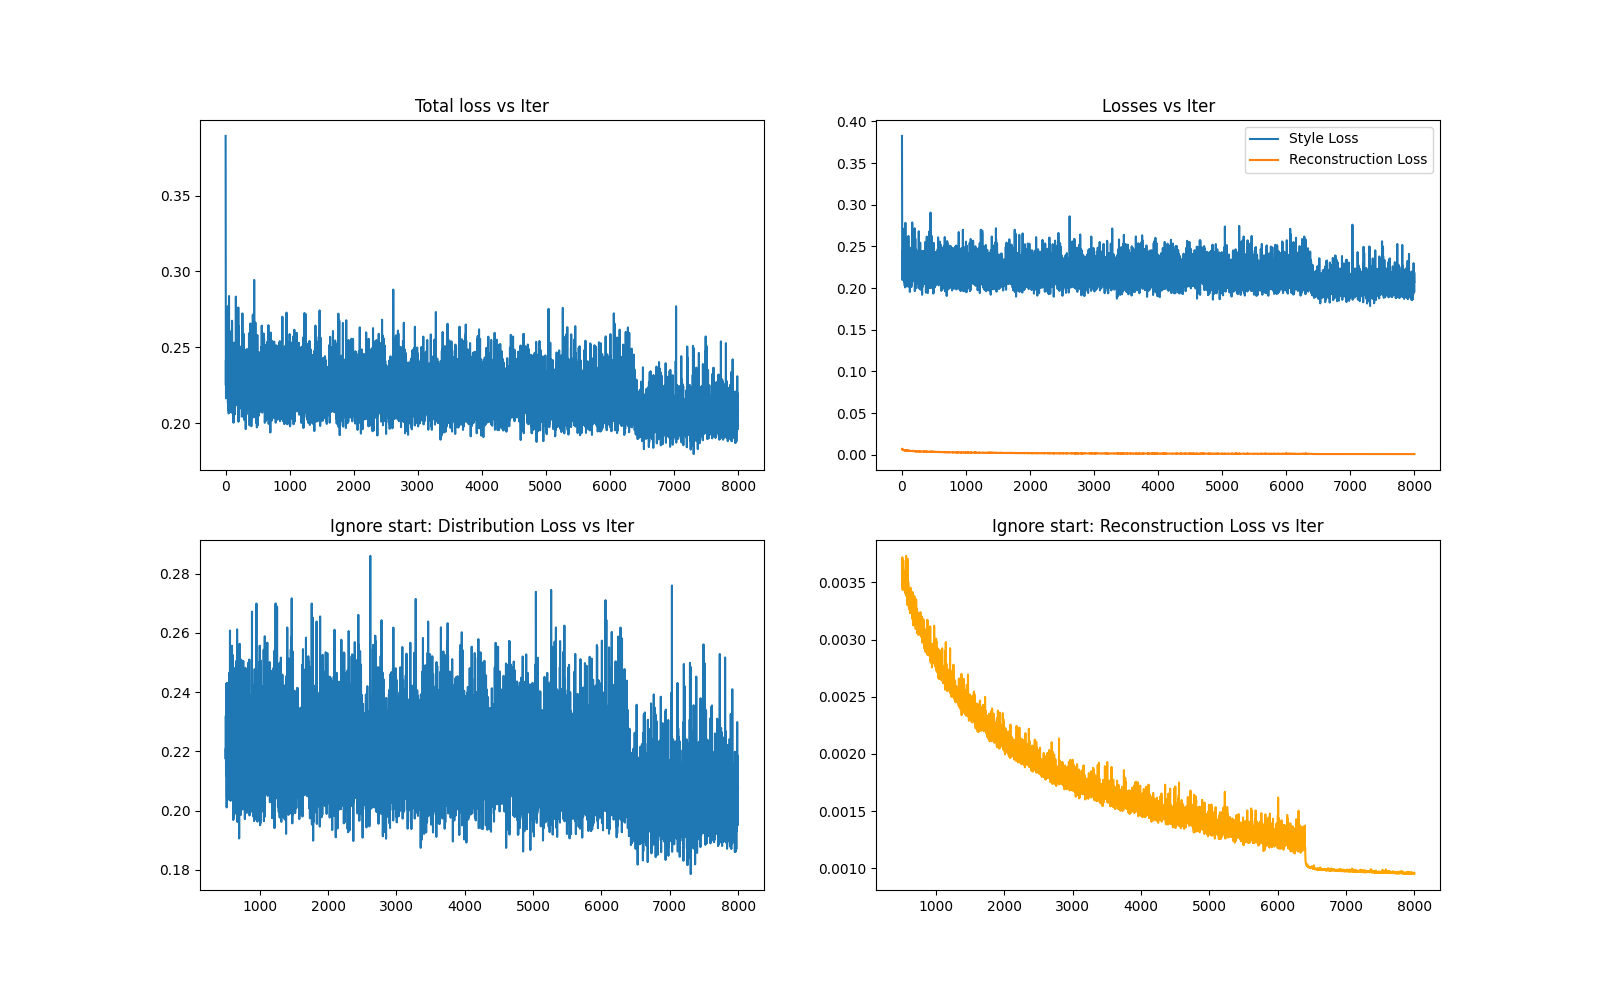 Total loss vs Iter
0.35
0.30
0.25
0.20
0 1000 2000 3000 4000 5000 6000 7000 8000
Losses vs Iter
0.40
0.35
0.30
0.25
0.20
0.15
0.10
0.05
0.00
Style Loss
Reconstruction Loss
0 1000 2000 3000 4000 5000 6000 7000 8000
Ignore start: Distribution Loss vs Iter
0.28
0.26
0.24
0.22
0.20
0.18
1000 2000 3000 4000 5000 6000 7000 8000
Ignore start: Reconstruction Loss vs Iter
0.0035
0.0030
0.0025
0.0020
0.0015
0.0010
1000 2000 3000 4000 5000 6000 7000 8000